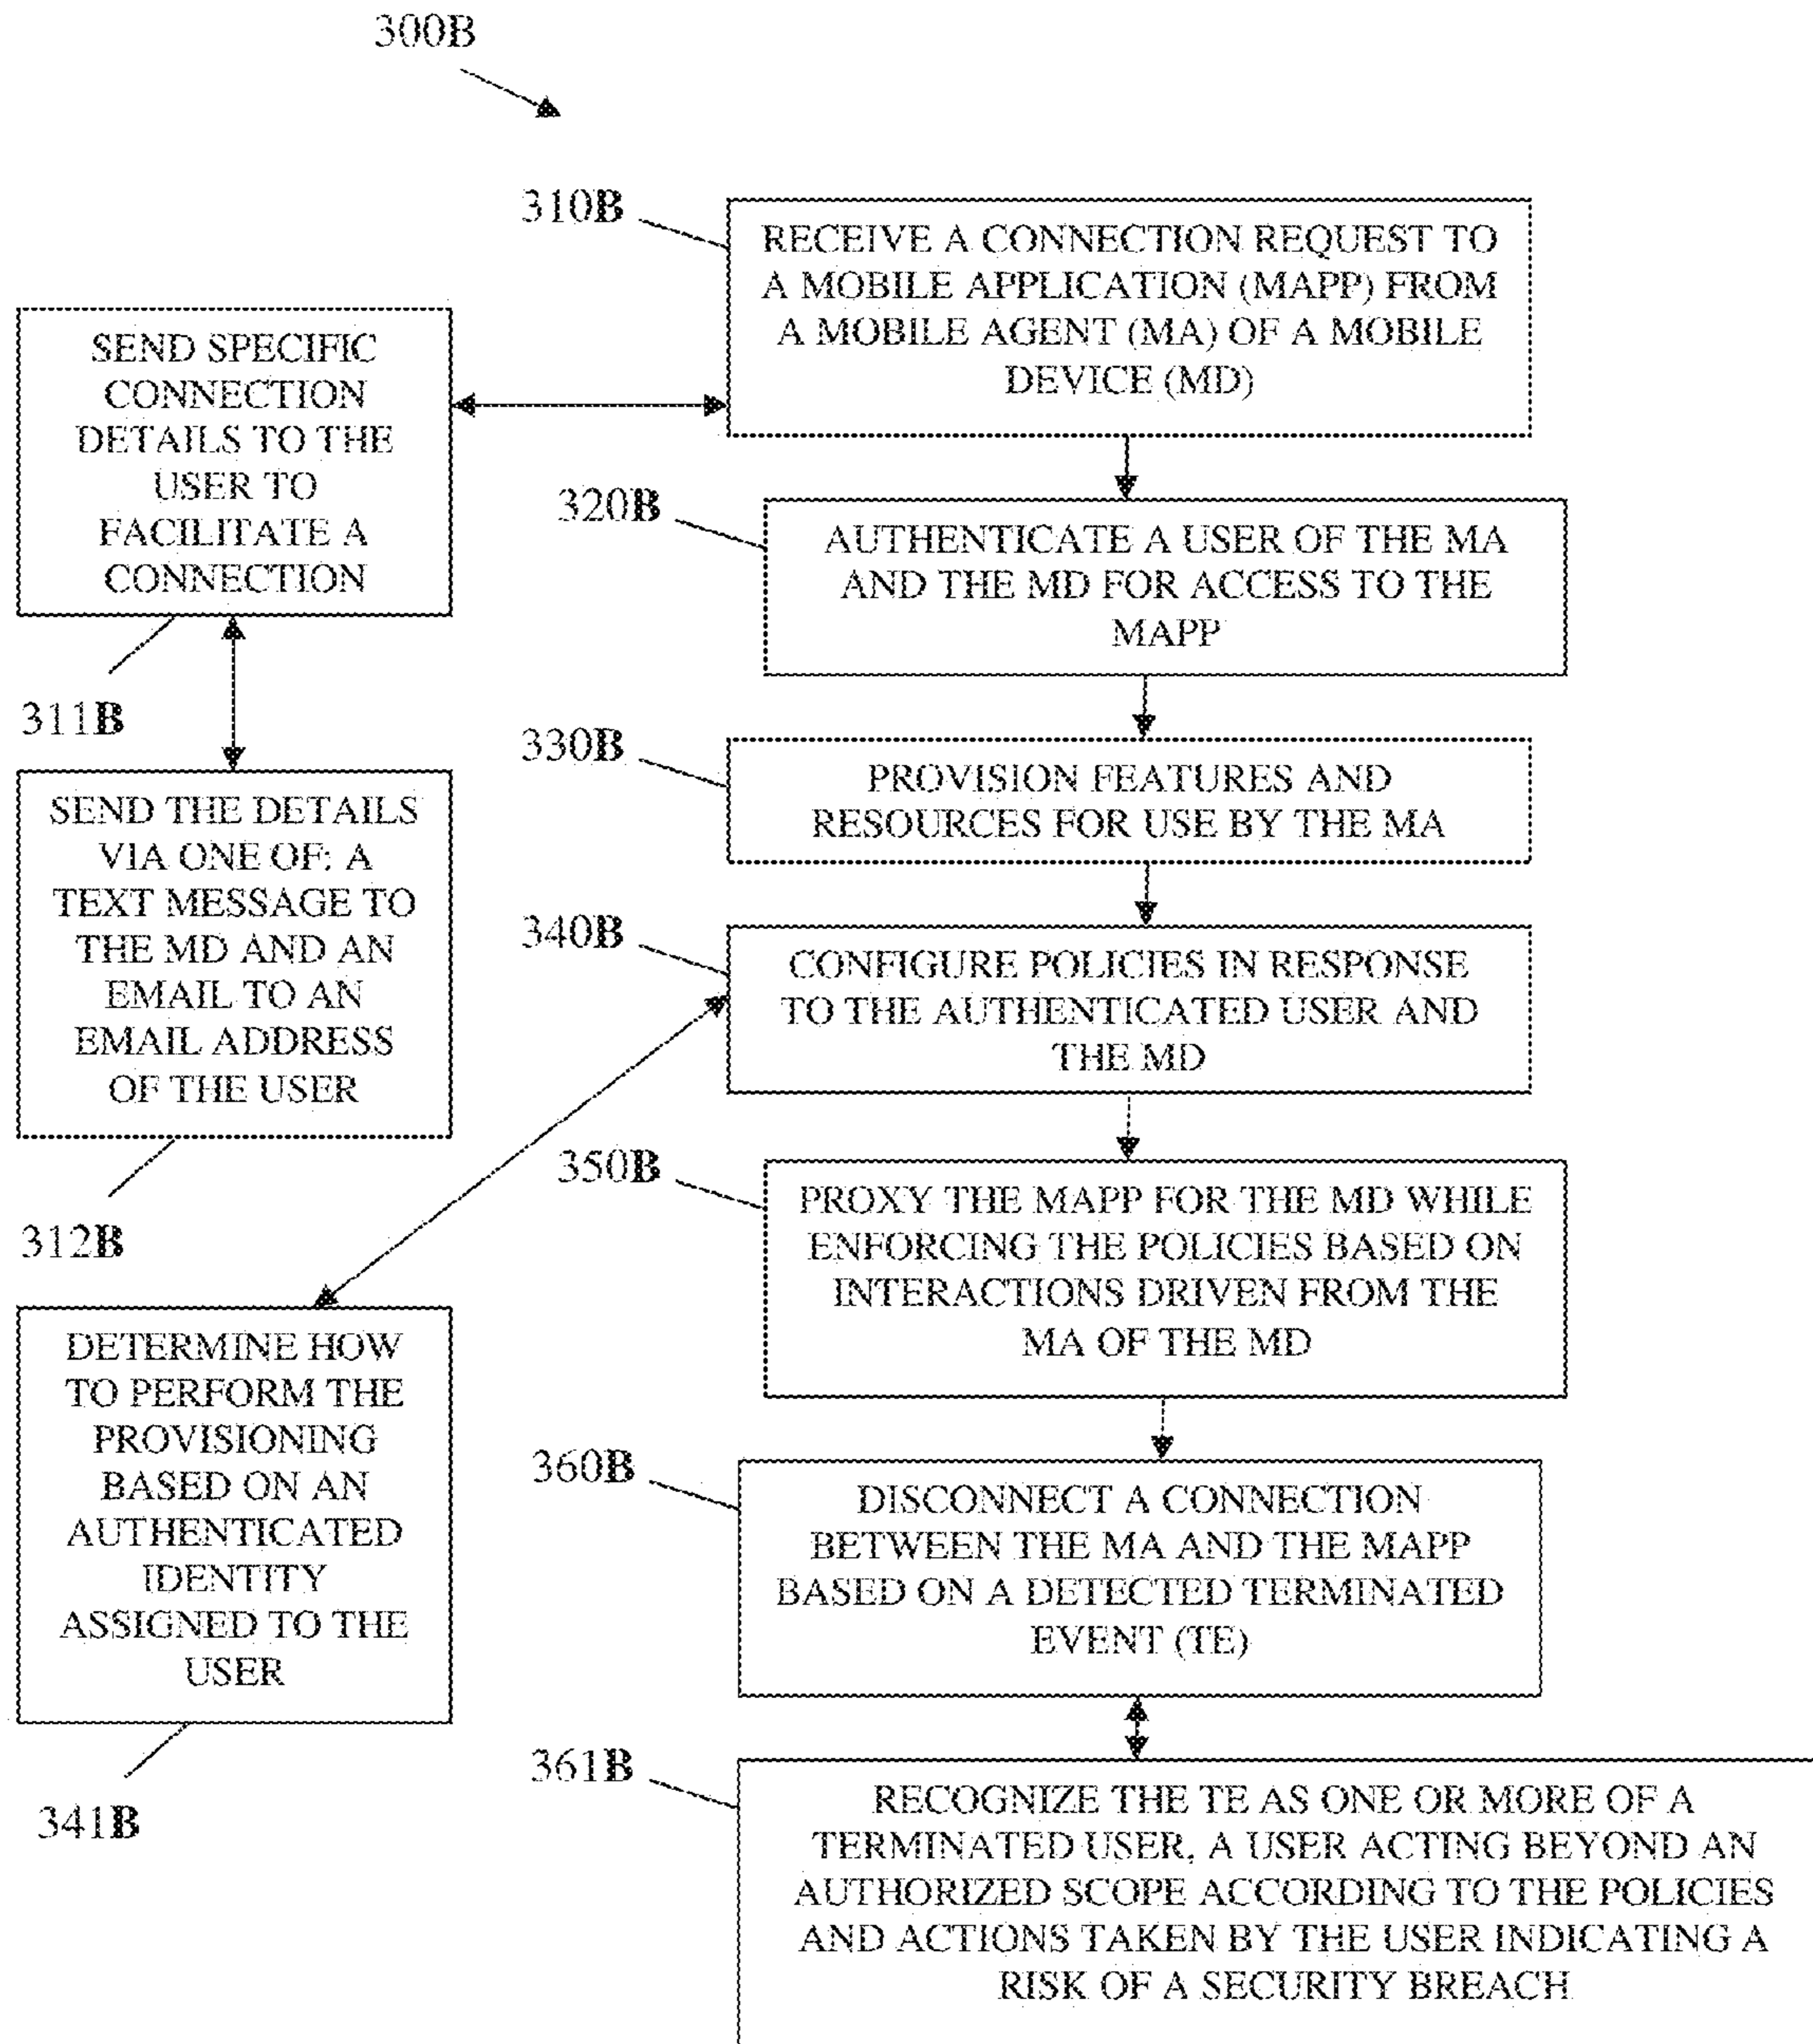 300B
310B
RECEIVE A CONNECTION REQUEST TO
A MOBILE APPLICATION (MAPP) FROM
A MOBILE AGENT (MA) OF A MOBILE
DEVICE (MD)
SEND SPECIFIC
CONNECTION
DETAILS TO THE
USER TO
FACILITATE A
CONNECTION
311B
320B
AUTHENTICATE A USER OF THE MA
AND THE MD FOR ACCESS TO THE
MAPP
330B
PROVISION FEATURES AND
RESOURCES FOR USE BY THE MA
SEND THE DETAILS
VIA ONE OF: A
TEXT MESSAGE TO
THE MD AND AN
EMAIL TO AN
EMAIL ADDRESS
OF THE USER
312B
340B
CONFIGURE POLICIES IN RESPONSE
TO THE AUTHENTICATED USER AND
THE MD
350B
PROXY THE MAPP FOR THE MD WHILE
ENFORCING THE POLICIES BASED ON
INTERACTIONS DRIVEN FROM THE
MA OF THE MD
DETERMINE HOW
TO PERFORM THE
PROVISIONING
BASED ON AN
AUTHENTICATED
IDENTITY
ASSIGNED TO THE
USER
341B
360B
DISCONNECT A CONNECTION
BETWEEN THE MA AND THE MAPP
BASED ON A DETECTED TERMINATED
EVENT (TE)
361B
RECOGNIZE THE TE AS ONE OR MORE OF A
TERMINATED USER, A USER ACTING BEYOND AN
AUTHORIZED SCOPE ACCORDING TO THE POLICIES
AND ACTIONS TAKEN BY THE USER INDICATING A
RISK OF A SECURITY BREACH